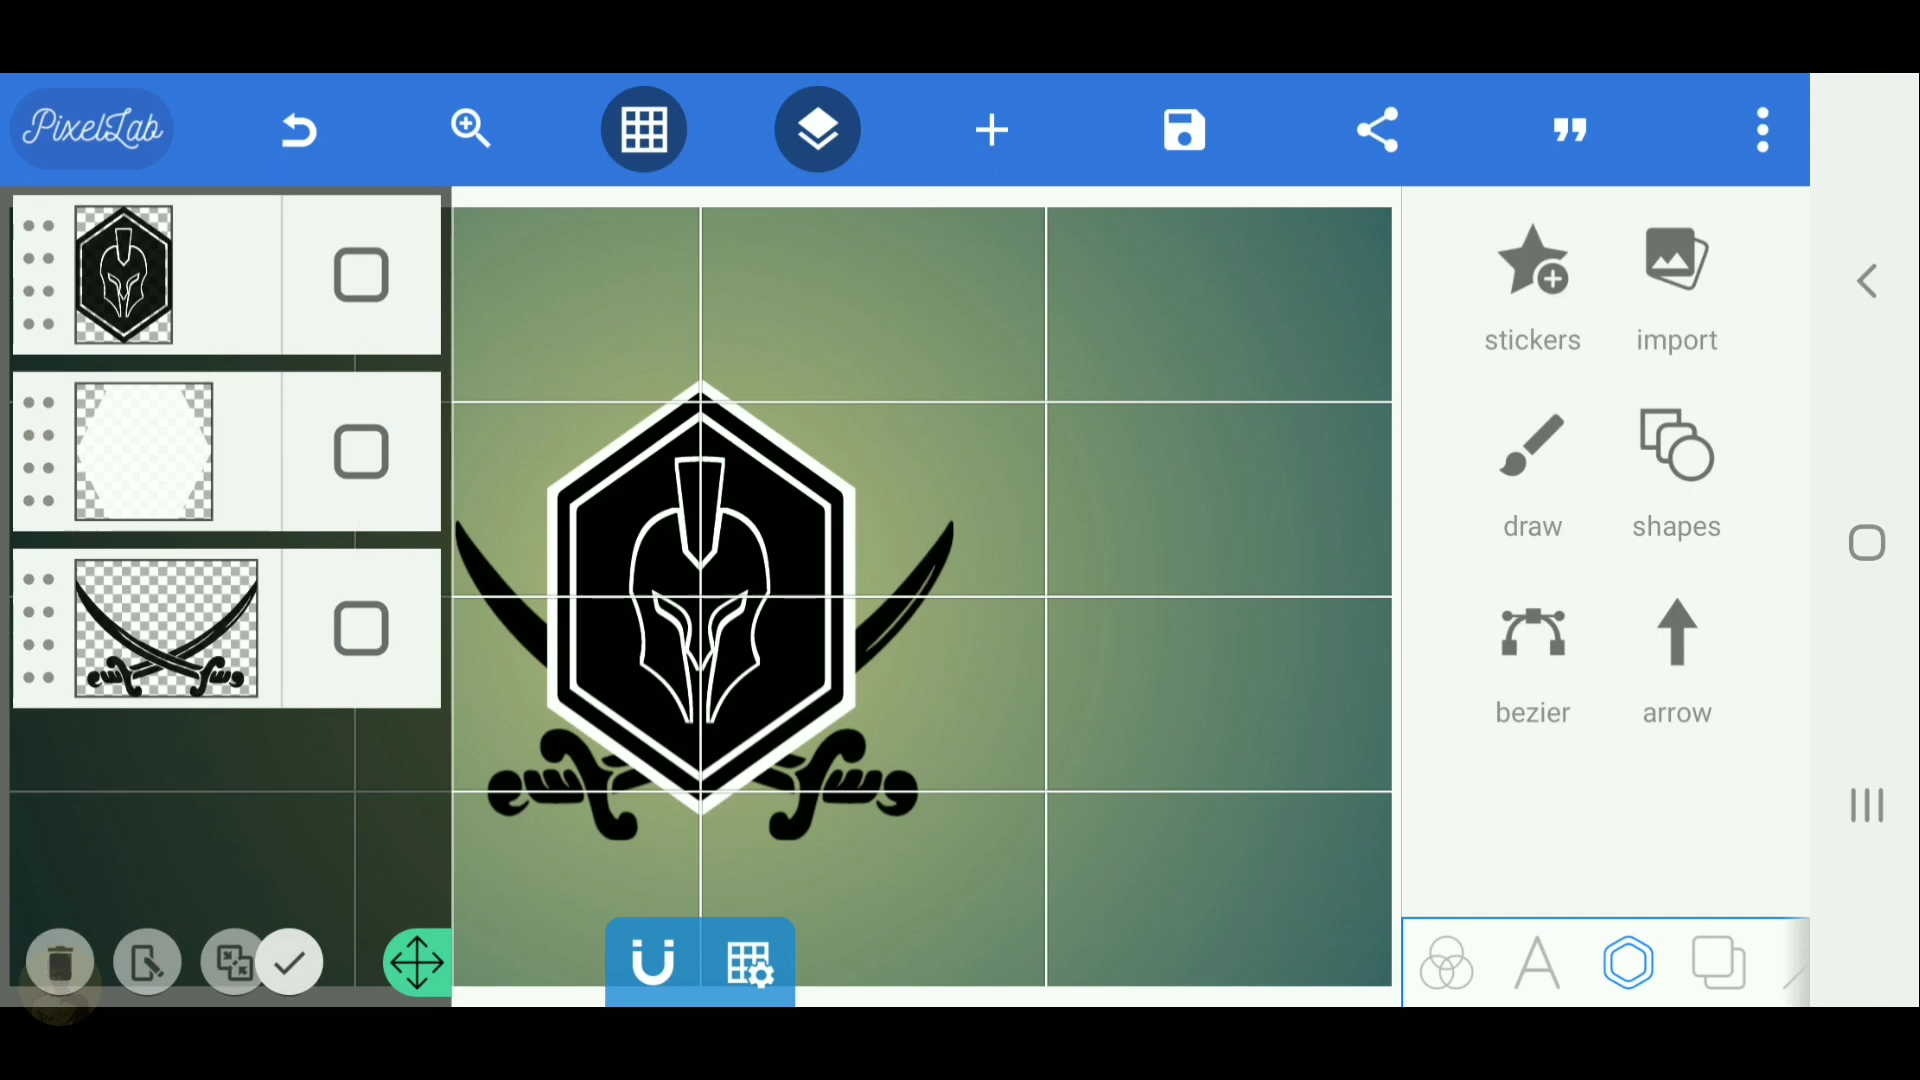 PixelLab
stickers
import
draw
shapes
bezier
arrow